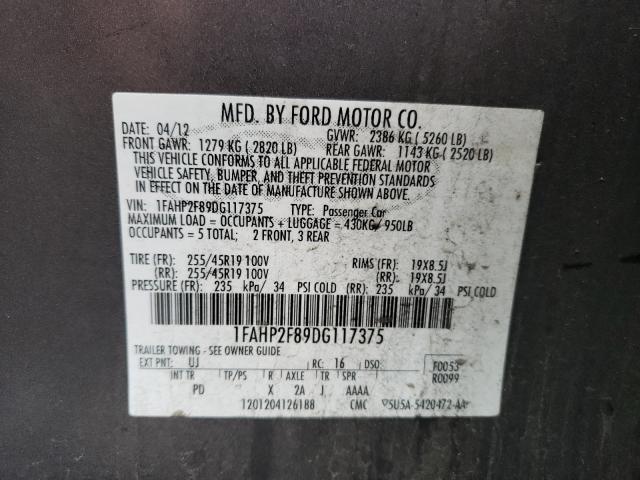 MFD. BY FORD MOTOR CO.
DATE: 04/12 GVWR: 2386 KG ( 5260 LB)
FRONT GAWR: 1279 KG ( 2820 LB) REAR GAWR: 1143 KG ( 2520 LB)
THIS VEHICLE CONFORMS TO ALL APPLICABLE FEDERAL MOTOR
VEHICLE SAFETY, BUMPER, AND THEFT PREVENTION STANDARDS
IN EFFECT ON THE DATE OF MANUFACTURE SHOWN ABOVE.
VIN: 1FAHP2F89DG117375 TYPE: Passenger Car
MAXIMUM LOAD = OCCUPANTS + LUGGAGE = 430KG/ 950LB
OCCUPANTS = 5 TOTAL; 2 FRONT, 3 REAR
TIRE (FR): 255/45R19 100V RIMS (FR): 19X8.5J
(RR): 255/45R19 100V (RR): 19X8.5J
PRESSURE (FR): 235 kPa/ 34 PSI COLD (RR): 235 kPa/ 34 PSI COLD
1FAHP2F89DG117375
TRAILER TOWING - SEE OWNER GUIDE
EXT PNT: UJ RC: 16 DSO: F0053
R0099
INT TR TP/PS R AXLE TR SPR
PD X 2A J AAAA
1201204126188 CMC 5U5A-5420472-AA